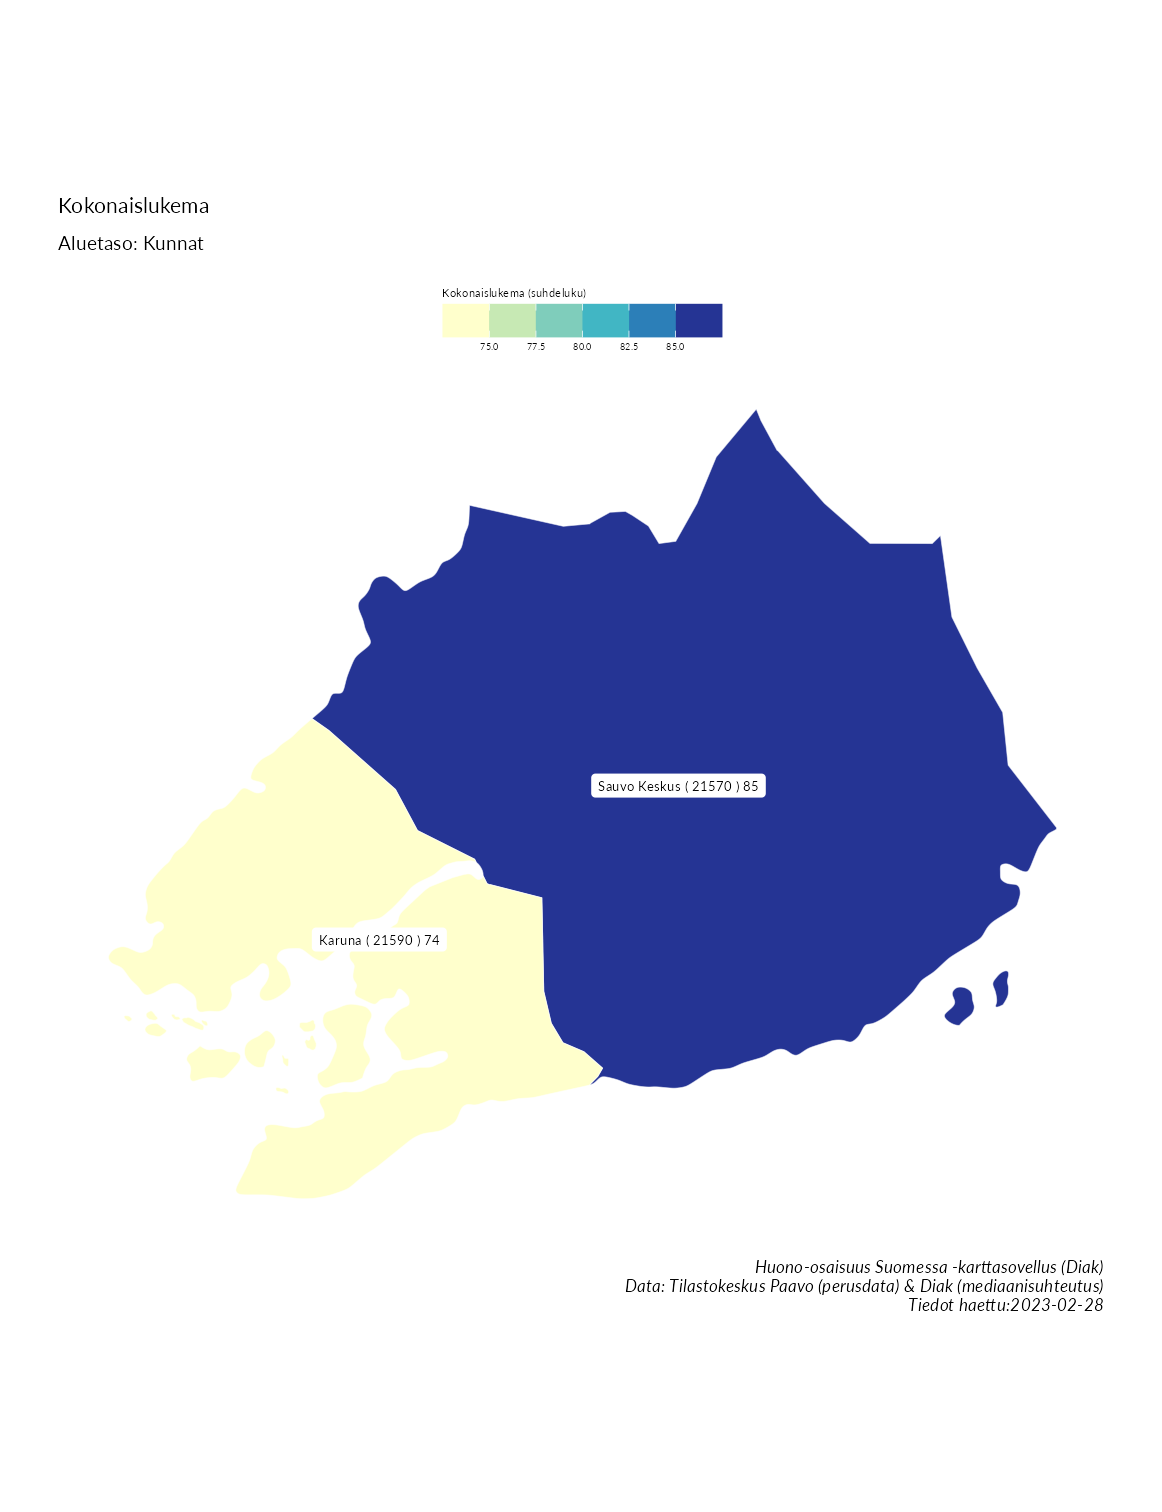 Kokonaislukema
Aluetaso: Kunnat
Kokonaislukema (suhdeluku)
75.0 77.5 80.0 82.5 85.0
Sauvo Keskus ( 21570 ) 85
Karuna ( 21590 ) 74
Huono-osaisuus Suomessa -karttasovellus (Diak)
Data: Tilastokeskus Paavo (perusdata) & Diak (mediaanisuhteutus)
Tiedot haettu:2023-02-28